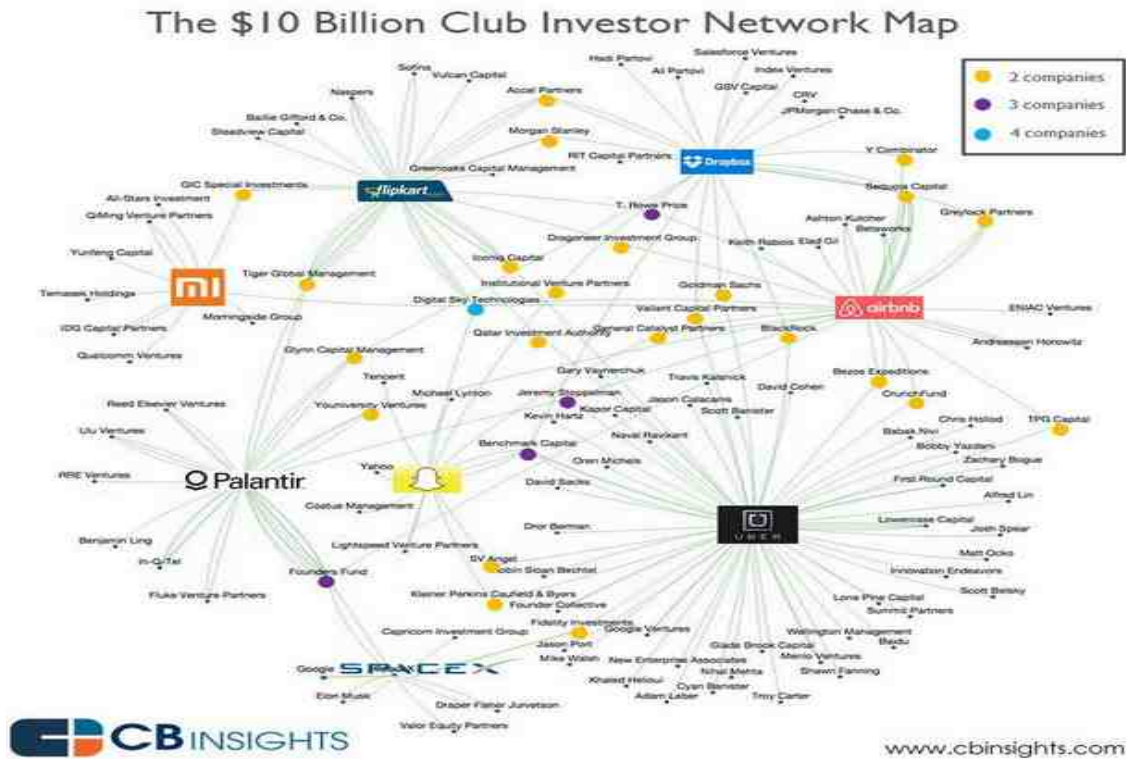 The $10 Billion Club Investor Network Map
2 companies
3 companies
4 companies
Sofina
Vulcan Capital
Naspers
Accel Partners
Hadi Partovi
Salesforce Ventures
Ali Partovi
Index Ventures
GSV Capital
CRV
JPMorgan Chase & Co.
Baillie Gifford & Co.
Steadview Capital
Morgan Stanley
RIT Capital Partners
Dropbox
Y Combinator
Greenoaks Capital Management
GIC Special Investments
flipkart
Sequoia Capital
All-Stars Investment
QiMing Venture Partners
T. Rowe Price
Ashton Kutcher
Greylock Partners
Betaworks
Yunfeng Capital
Dragoneer Investment Group
Keith Rabois
Elad Gil
Iconiq Capital
Tiger Global Management
mi
Institutional Venture Partners
Goldman Sachs
Temasek Holdings
Digital Sky Technologies
airbnb
ENIAC Ventures
Morningside Group
Valiant Capital Partners
IDG Capital Partners
Qatar Investment Authority
General Catalyst Partners
BlackRock
Andreessen Horowitz
Qualcomm Ventures
Glynn Capital Management
Tencent
Gary Vaynerchuk
Travis Kalanick
Bezos Expeditions
Michael Lynton
Jeremy Stoppelman
Jason Calacanis
David Cohen
CrunchFund
Reed Elsevier Ventures
Youniversity Ventures
Kevin Hartz
Kapor Capital
Scott Banister
Chris Hollod
TPG Capital
Ulu Ventures
Benchmark Capital
Naval Ravikant
Babak Nivi
Bobby Yazdani
RRE Ventures
Palantir
Yahoo
Oren Michels
Zachary Bogue
David Sacks
First Round Capital
Coatue Management
UBER
Alfred Lin
Dror Berman
Lowercase Capital
Josh Spear
Benjamin Ling
Lightspeed Venture Partners
In-Q-Tel
SV Angel
Matt Ocko
Founders Fund
Robin Sloan Bechtel
Innovation Endeavors
Fluke Venture Partners
Kleiner Perkins Caufield & Byers
Scott Belsky
Founder Collective
Lone Pine Capital
Summit Partners
Capricorn Investment Group
Fidelity Investments
Google Ventures
Wellington Management
Baidu
Jason Port
Glade Brook Capital
Google
SPACEX
Mike Walsh
New Enterprise Associates
Menlo Ventures
Nihal Mehta
Shawn Fanning
Khaled Helioui
Elon Musk
Cyan Banister
Adam Leber
Troy Carter
Draper Fisher Jurvetson
Valor Equity Partners
CB INSIGHTS
www.cbinsights.com